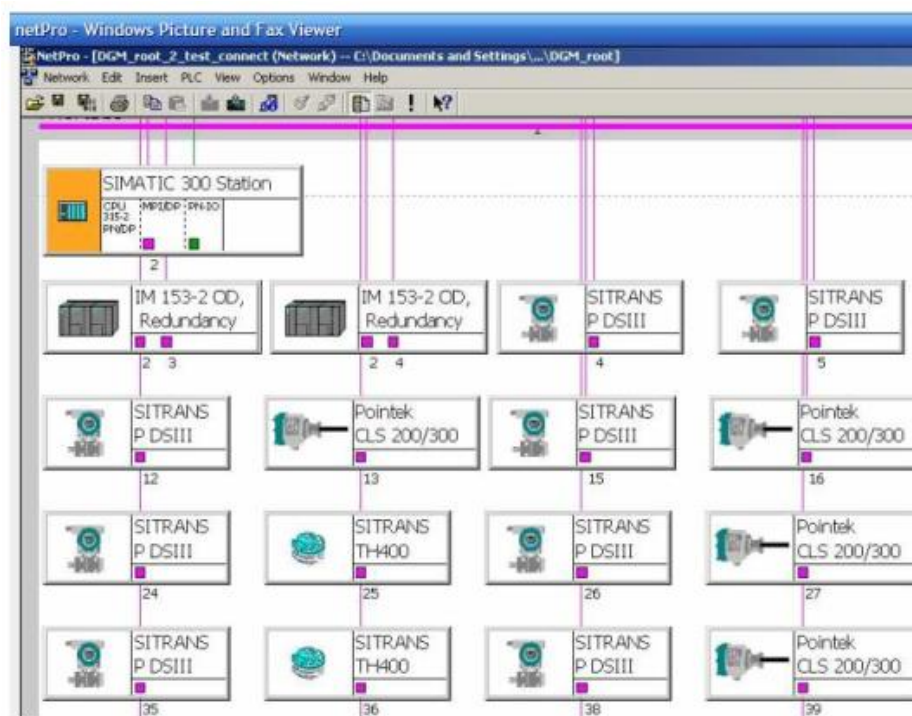 netPro - Windows Picture and Fax Viewer
NetPro - [DGM_root_2_test_connect (Network) -- C:\Documents and Settings\...\DGM_root]
Network Edit Insert PLC View Options Window Help
SIMATIC 300 Station
CPU 315-2 PN/DP
MPI/DP
PN-IO
2
IM 153-2 OD,
Redundancy
2 3
IM 153-2 OD,
Redundancy
2 4
SITRANS
P DSIII
4
SITRANS
P DSIII
5
SITRANS
P DSIII
12
Pointek
CLS 200/300
13
SITRANS
P DSIII
15
Pointek
CLS 200/300
16
SITRANS
P DSIII
24
SITRANS
TH400
25
SITRANS
P DSIII
26
Pointek
CLS 200/300
27
SITRANS
P DSIII
35
SITRANS
TH400
36
SITRANS
P DSIII
38
Pointek
CLS 200/300
39